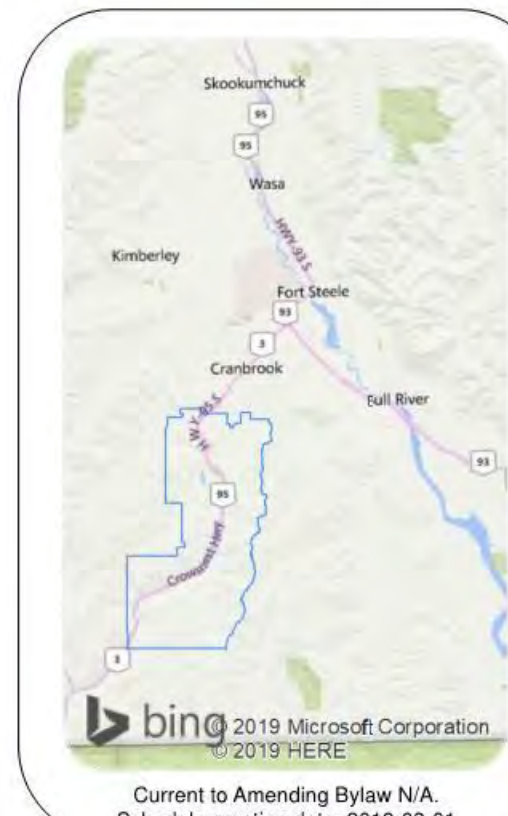 Skookumchuck
95
95
Wasa
HWY-93 S
Kimberley
Fort Steele
93
3
Cranbrook
Bull River
W Y-95 S
H
93
95
Crowsnest Hwy
3
bing
© 2019 Microsoft Corporation
© 2019 HERE
Current to Amending Bylaw N/A.